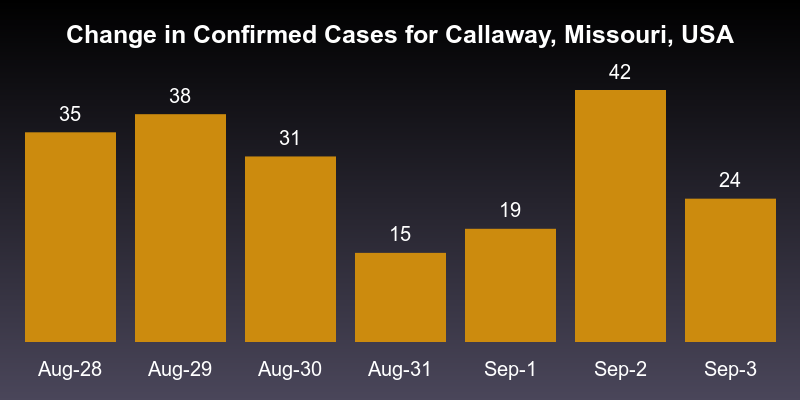 Change in Confirmed Cases for Callaway, Missouri, USA
35
38
31
15
19
42
24
Aug-28
Aug-29
Aug-30
Aug-31
Sep-1
Sep-2
Sep-3